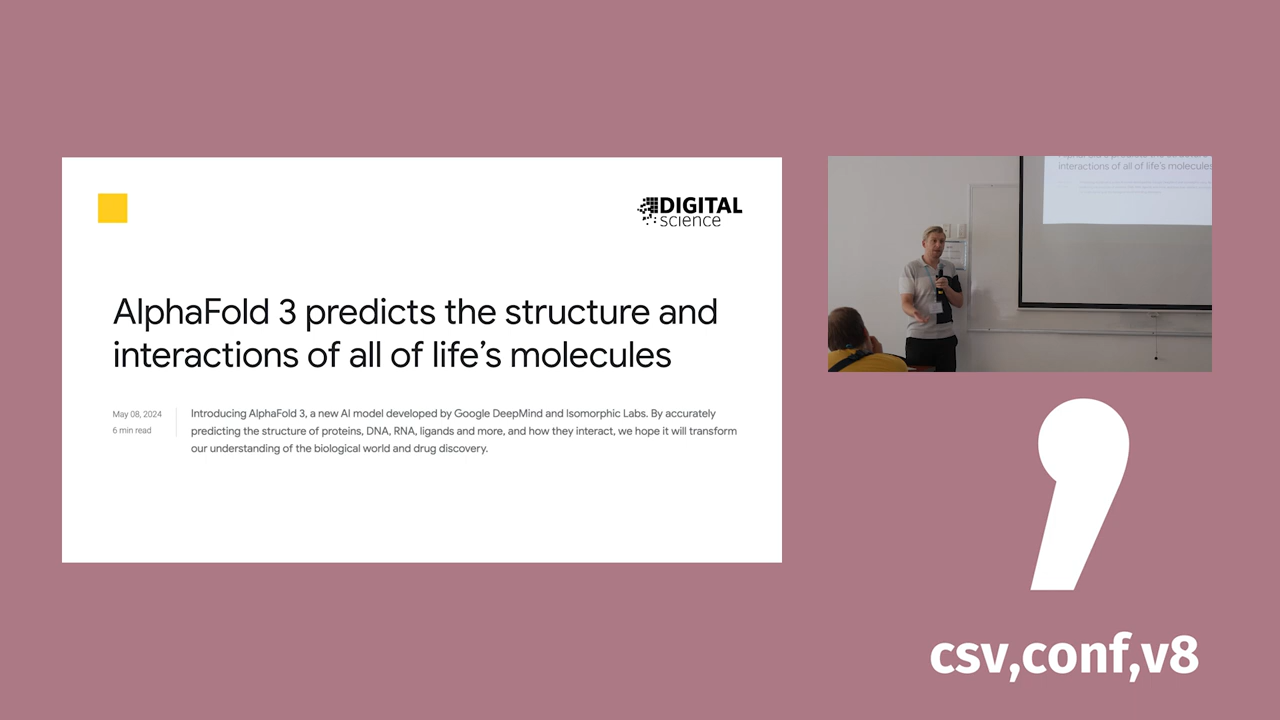 DIGITAL
science
AlphaFold 3 predicts the structure and
interactions of all of life’s molecules
May 08, 2024
6 min read
Introducing AlphaFold 3, a new AI model developed by Google DeepMind and Isomorphic Labs. By accurately
predicting the structure of proteins, DNA, RNA, ligands and more, and how they interact, we hope it will transform
our understanding of the biological world and drug discovery.
interactions of all of life's molecules
csv,conf,v8